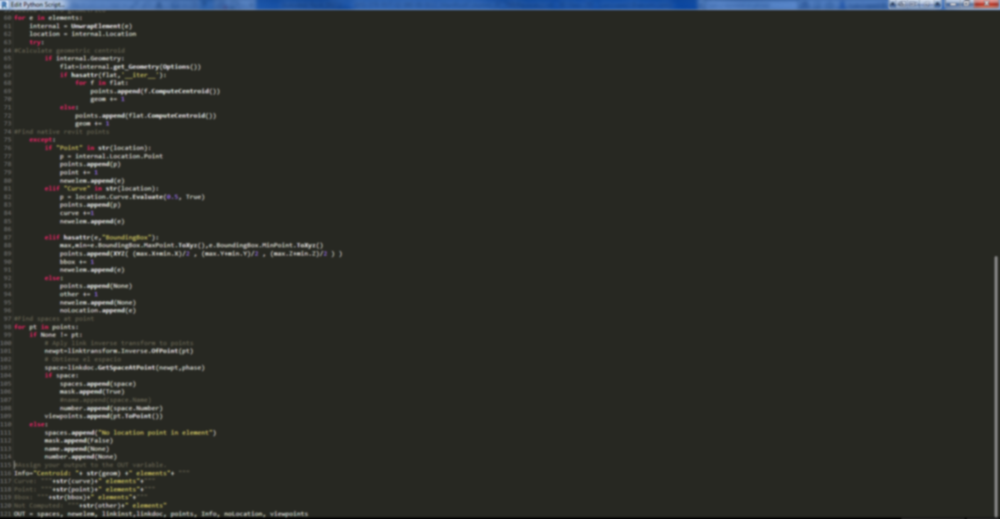 Edit Python Script...
60 for e in elements:
61 internal = UnwrapElement(e)
62 location = internal.Location
63 try:
64 #Calculate geometric centroid
65 if internal.Geometry:
66 flat=internal.get_Geometry(Options())
67 if hasattr(flat,'__iter__'):
68 for f in flat:
69 points.append(f.ComputeCentroid())
70 geom += 1
71 else:
72 points.append(flat.ComputeCentroid())
73 geom += 1
74 #Find native revit points
75 except:
76 if "Point" in str(location):
77 p = internal.Location.Point
78 points.append(p)
79 point += 1
80 newelem.append(e)
81 elif "Curve" in str(location):
82 p = location.Curve.Evaluate(0.5, True)
83 points.append(p)
84 curve +=1
85 newelem.append(e)
86
87 elif hasattr(e,"BoundingBox"):
88 max,min=e.BoundingBox.MaxPoint.ToXyz(),e.BoundingBox.MinPoint.ToXyz()
89 points.append(XYZ( (max.X+min.X)/2 , (max.Y+min.Y)/2 , (max.Z+min.Z)/2 ) )
90 bbox += 1
91 newelem.append(e)
92 else:
93 points.append(None)
94 other += 1
95 newelem.append(None)
96 noLocation.append(e)
97 #Find spaces at point
98 for pt in points:
99 if None != pt:
100 # Aply link inverse transform to points
101 newpt=linktransform.Inverse.OfPoint(pt)
102 # Obtiene el espacio
103 space=linkdoc.GetSpaceAtPoint(newpt,phase)
104 if space:
105 spaces.append(space)
106 mask.append(True)
107 #name.append(space.Name)
108 number.append(space.Number)
109 viewpoints.append(pt.ToPoint())
110 else:
111 spaces.append("No location point in element")
112 mask.append(False)
113 name.append(None)
114 number.append(None)
115 #Assign your output to the OUT variable.
116 Info="Centroid: "+ str(geom) +" elements"+ """
117 Curve: """+str(curve)+" elements"+"""
118 Point: """+str(point)+" elements"+"""
119 Bbox: """+str(bbox)+" elements"+"""
120 Not Computed: """+str(other)+" elements"
121 OUT = spaces, newelem, linkinst,linkdoc, points, Info, noLocation, viewpoints